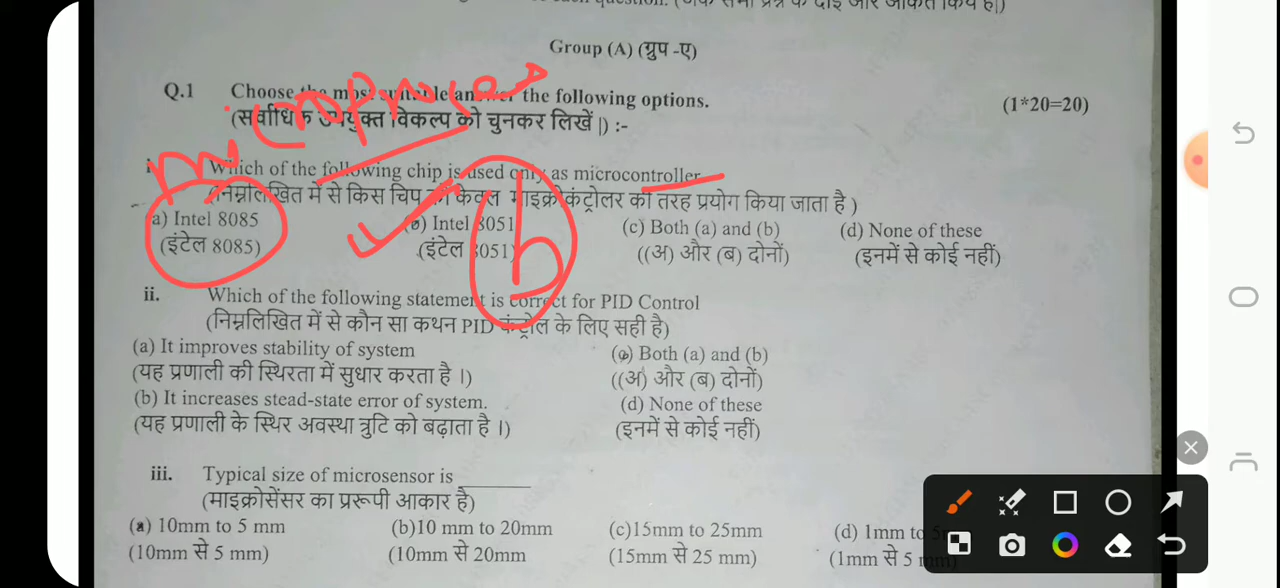 question.
Group (A) (ग्रुप -ए)
Q.1 Choose the most suitable answer the following options. (1*20=20)
(सर्वाधिक उपयुक्त विकल्प को चुनकर लिखें|) :-
microproses
i. Which of the following chip is used only as microcontroller
(निम्नलिखित में से किस चिप का केवल माइक्रोकंट्रोलर की तरह प्रयोग किया जाता है )
a) Intel 8085 (b) Intel 8051 (c) Both (a) and (b) (d) None of these
(इंटेल 8085) (इंटेल 8051) ((अ) और (ब) दोनों) (इनमें से कोई नहीं)
b
ii. Which of the following statement is correct for PID Control
(निम्नलिखित में से कौन सा कथन PID कंट्रोल के लिए सही है)
(a) It improves stability of system (c) Both (a) and (b)
(यह प्रणाली की स्थिरता में सुधार करता है ।) ((अ) और (ब) दोनों)
(b) It increases stead-state error of system. (d) None of these
(यह प्रणाली के स्थिर अवस्था त्रुटि को बढ़ाता है ।) (इनमें से कोई नहीं)
iii. Typical size of microsensor is ________
(माइक्रोसेंसर का प्ररूपी आकार है)
(a) 10mm to 5 mm (b)10 mm to 20mm (c)15mm to 25mm (d) 1mm to
(10mm से 5 mm) (10mm से 20mm (15mm से 25 mm) (1mm से 5